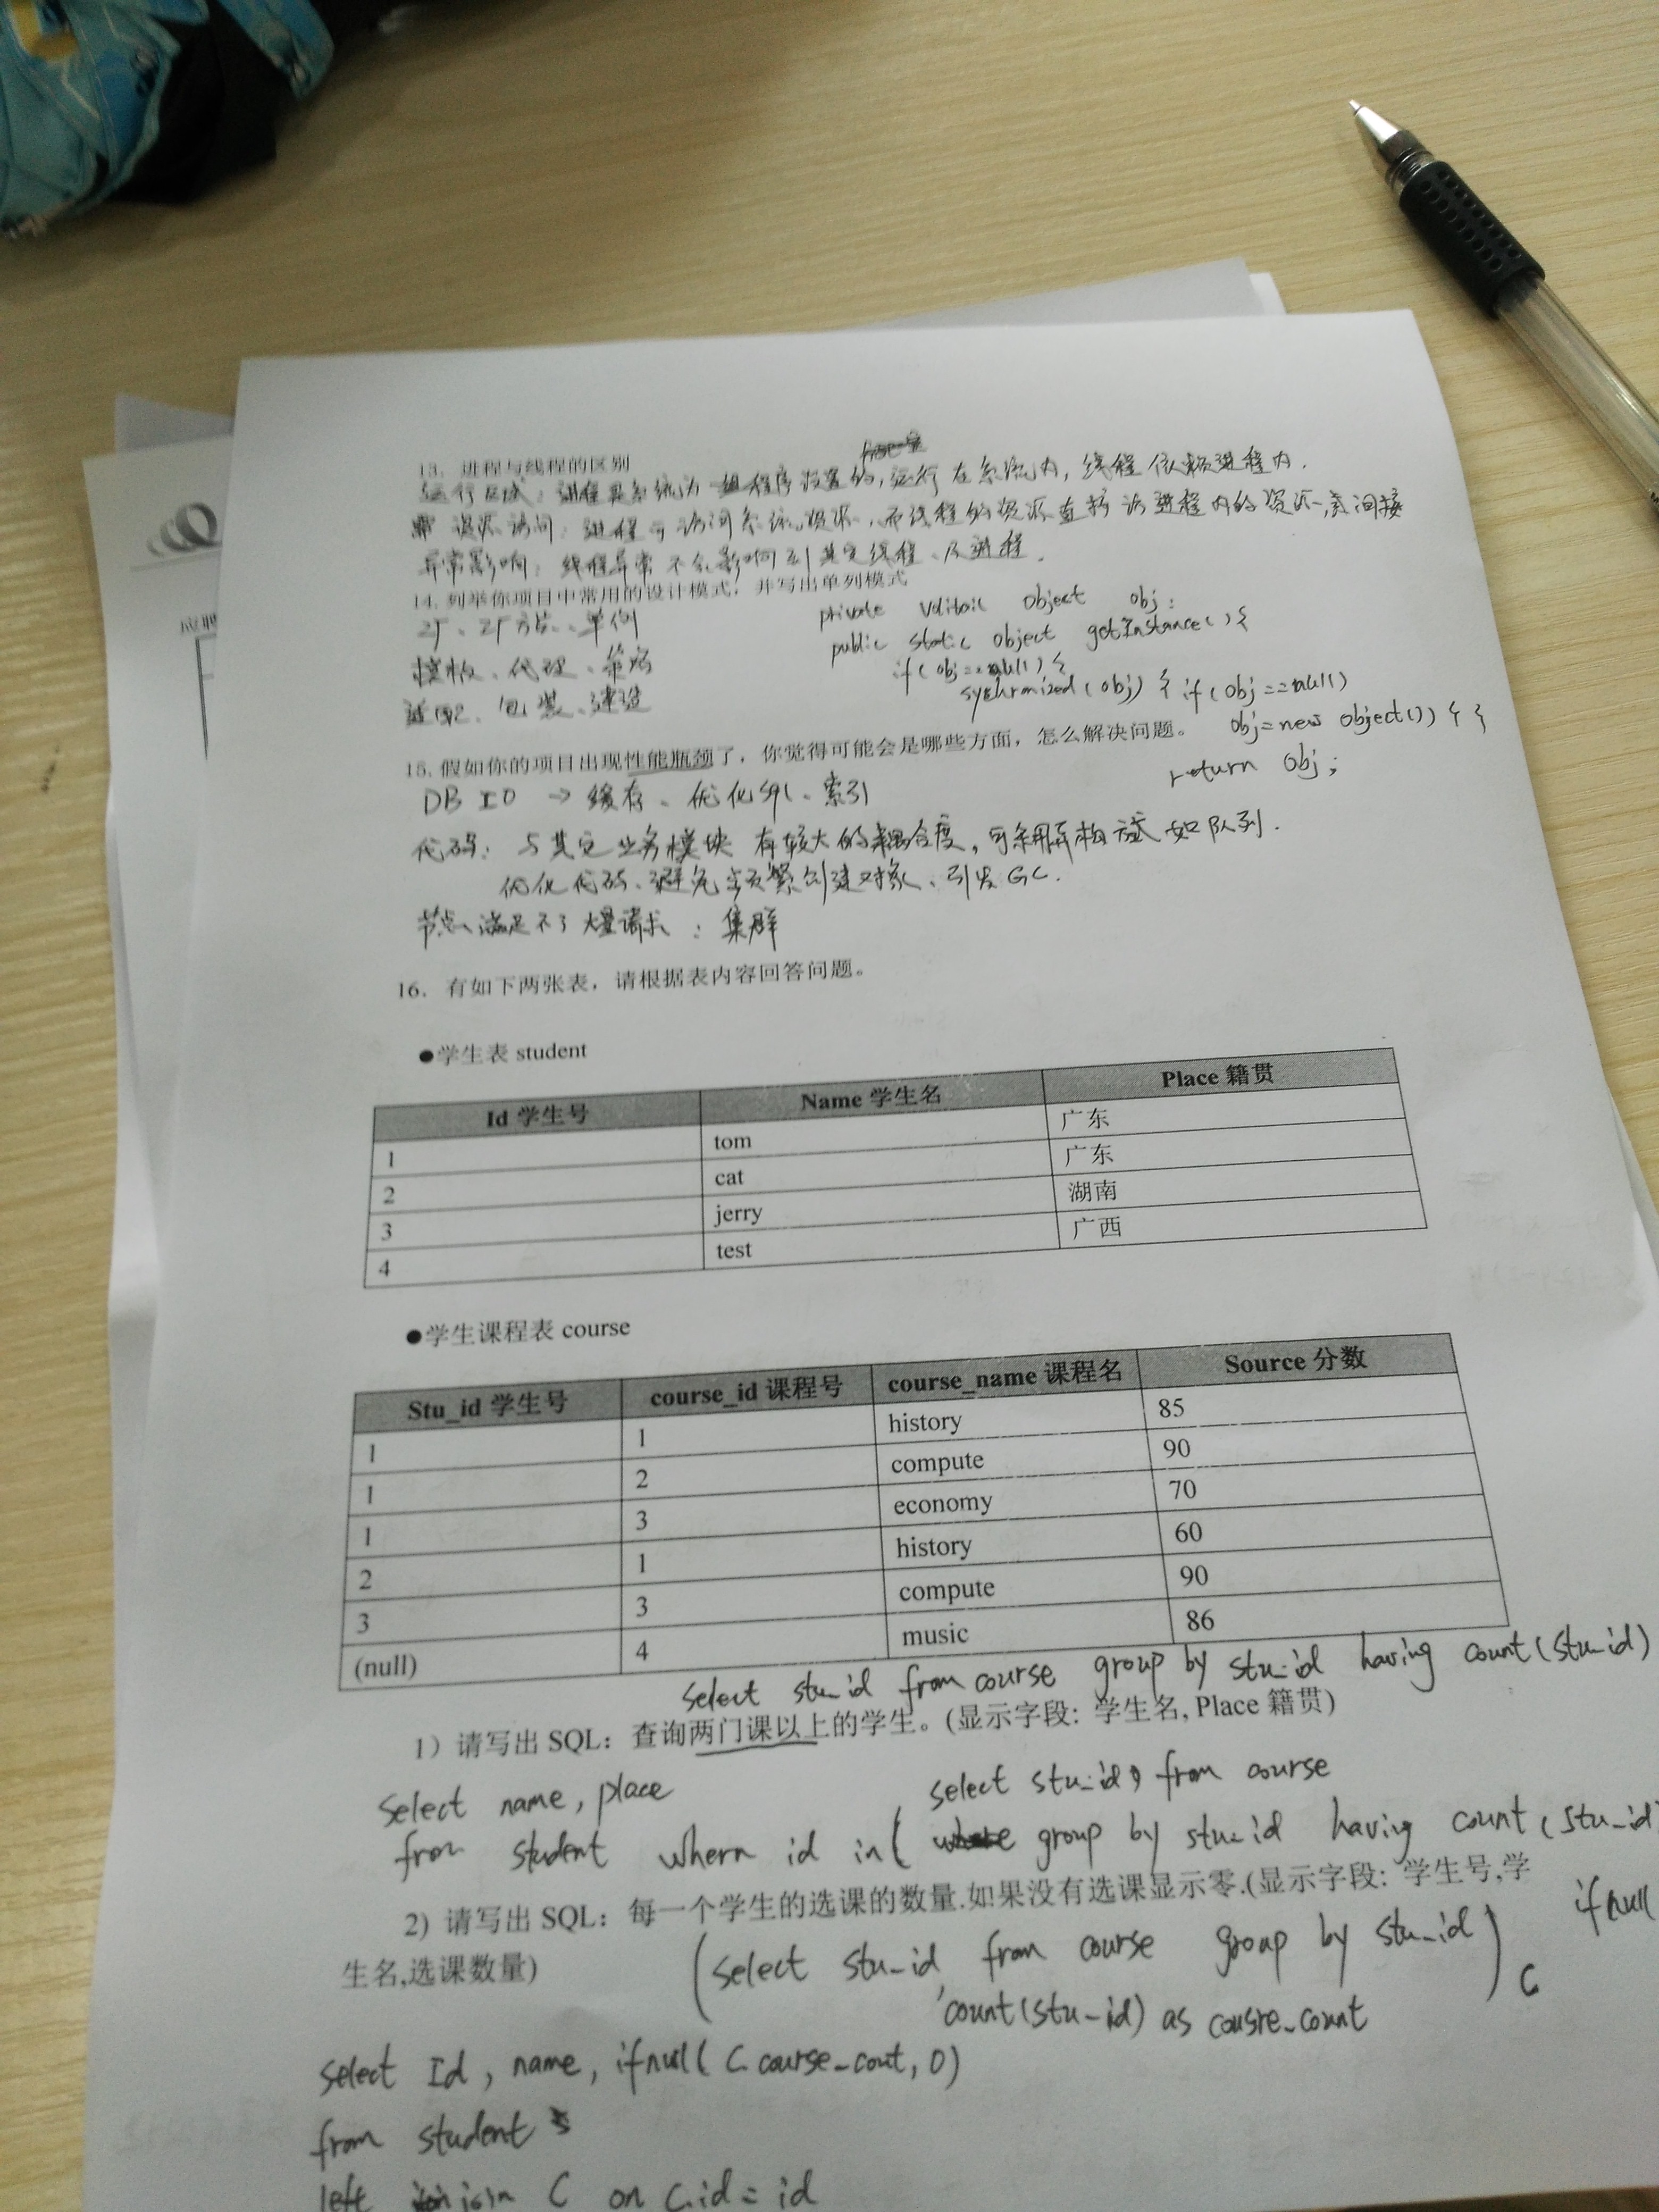 应聘
13. 进程与线程的区别
运行区域：进程是系统为程序设置的，运行在系统内，线程依赖进程内.
资源访问：进程可访问系统资源，而线程的资源直接访进程内的资源，间接
异常影响：线程异常不会影响到其它线程、及进程.
14. 列举你项目中常用的设计模式，并写出单列模式
工厂、工厂方法、单例
模板、代理、策略
适配、包装、建造
private volitail object obj;
public static object getInstance(){
if(obj==null){
synchronized(obj) { if(obj==null)
obj=new object()) { }
return obj;
15. 假如你的项目出现性能瓶颈了，你觉得可能会是哪些方面，怎么解决问题。
DB IO → 缓存、优化sql、索引
代码：与其它业务模块有较大的耦合度，可采用 如队列.
优化代码、避免频繁创建对象、引发GC.
节点满足不了大量请求：集群
16. 有如下两张表，请根据表内容回答问题。
●学生表 student
Id 学生号 Name 学生名 Place 籍贯
1 tom 广东
2 cat 广东
3 jerry 湖南
4 test 广西
●学生课程表 course
Stu_id 学生号 course_id 课程号 course_name 课程名 Source 分数
1 1 history 85
1 2 compute 90
1 3 economy 70
2 1 history 60
3 3 compute 90
(null) 4 music 86
select stu_id from course group by stu_id having count(stu_id)
1）请写出 SQL：查询两门课以上的学生。(显示字段: 学生名, Place 籍贯)
select name, place
select stu_id, from course
from student whern id in( group by stu_id having count(stu_id
2) 请写出 SQL：每一个学生的选课的数量.如果没有选课显示零.(显示字段: 学生号,学
生名,选课数量)
ifnull
(select stu_id from course group by stu_id) C
,count(stu_id) as cousre_count
select Id, name, ifnull(C.course_cout, 0)
from student s
left join C on C.id = id